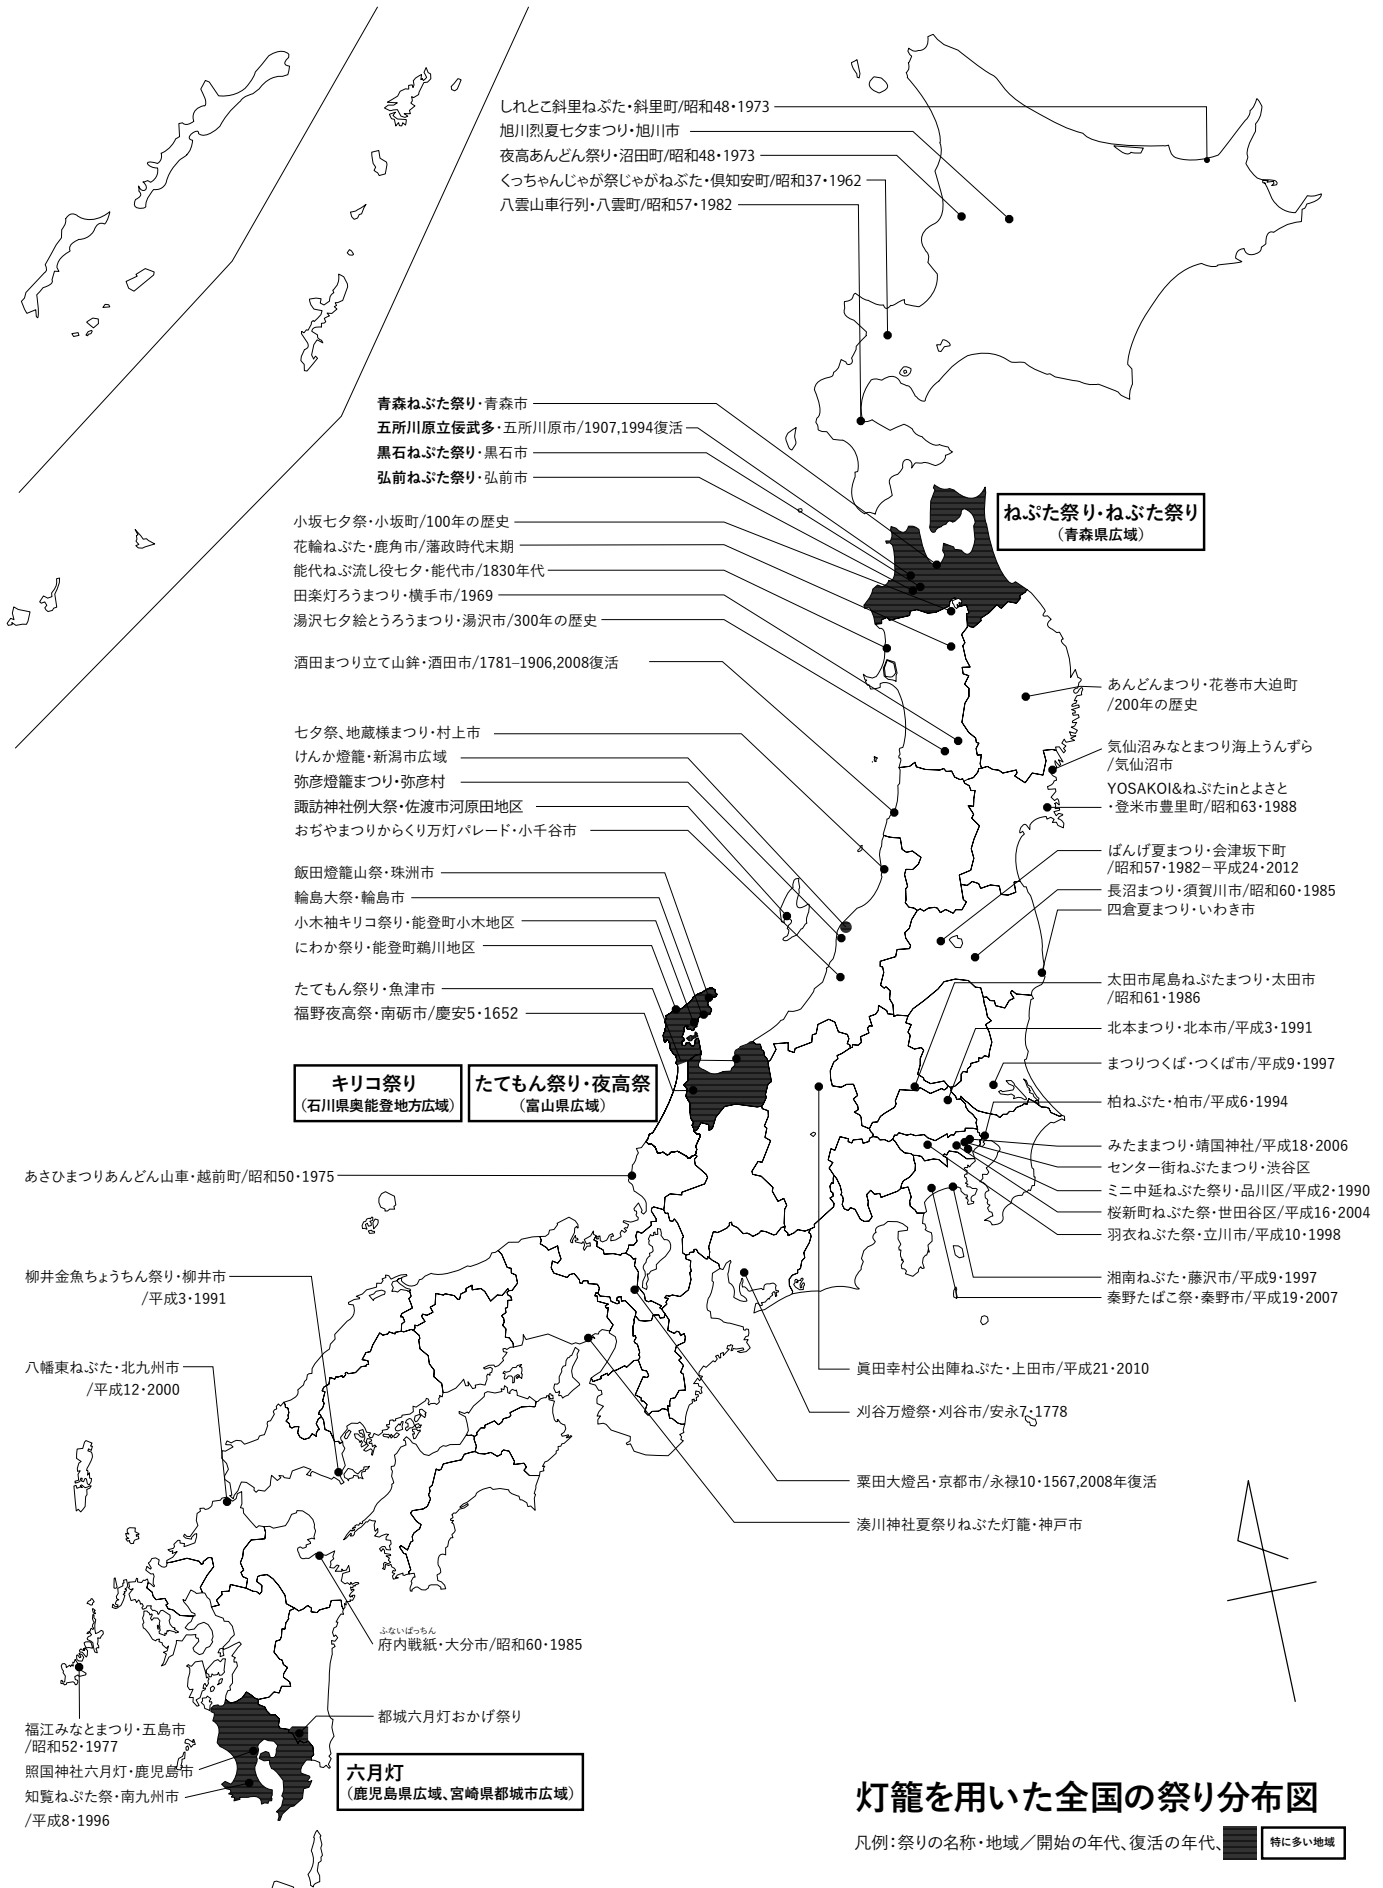 しれとこ斜里ねぷた・斜里町/昭和48・1973
旭川烈夏七夕まつり・旭川市
夜高あんどん祭り・沼田町/昭和48・1973
くっちゃんじゃが祭じゃがねぶた・倶知安町/昭和37・1962
八雲山車行列・八雲町/昭和57・1982
青森ねぶた祭り・青森市
五所川原立佞武多・五所川原市/1907,1994復活
黒石ねぷた祭り・黒石市
弘前ねぷた祭り・弘前市
ねぷた祭り・ねぶた祭り
（青森県広域）
小坂七夕祭・小坂町/100年の歴史
花輪ねぶた・鹿角市/藩政時代末期
能代ねぶ流し役七夕・能代市/1830年代
田楽灯ろうまつり・横手市/1969
湯沢七夕絵とうろうまつり・湯沢市/300年の歴史
酒田まつり立て山鉾・酒田市/1781–1906,2008復活
あんどんまつり・花巻市大迫町
/200年の歴史
気仙沼みなとまつり海上うんずら
/気仙沼市
YOSAKOI&ねぷたinとよさと
・登米市豊里町/昭和63・1988
七夕祭、地蔵様まつり・村上市
けんか燈籠・新潟市広域
弥彦燈籠まつり・弥彦村
諏訪神社例大祭・佐渡市河原田地区
おぢやまつりからくり万灯パレード・小千谷市
ばんげ夏まつり・会津坂下町
/昭和57・1982－平成24・2012
長沼まつり・須賀川市/昭和60・1985
四倉夏まつり・いわき市
飯田燈籠山祭・珠洲市
輪島大祭・輪島市
小木袖キリコ祭り・能登町小木地区
にわか祭り・能登町鵜川地区
たてもん祭り・魚津市
福野夜高祭・南砺市/慶安5・1652
太田市尾島ねぷたまつり・太田市
/昭和61・1986
北本まつり・北本市/平成3・1991
まつりつくば・つくば市/平成9・1997
柏ねぶた・柏市/平成6・1994
キリコ祭り
（石川県奥能登地方広域）
たてもん祭り・夜高祭
（富山県広域）
みたままつり・靖国神社/平成18・2006
センター街ねぶたまつり・渋谷区
ミニ中延ねぶた祭り・品川区/平成2・1990
桜新町ねぶた祭・世田谷区/平成16・2004
羽衣ねぶた祭・立川市/平成10・1998
あさひまつりあんどん山車・越前町/昭和50・1975
湘南ねぶた・藤沢市/平成9・1997
秦野たばこ祭・秦野市/平成19・2007
柳井金魚ちょうちん祭り・柳井市
/平成3・1991
八幡東ねぶた・北九州市
/平成12・2000
眞田幸村公出陣ねぷた・上田市/平成21・2010
刈谷万燈祭・刈谷市/安永7・1778
粟田大燈呂・京都市/永禄10・1567,2008年復活
湊川神社夏祭りねぶた灯籠・神戸市
ふないぱっちん
府内戦紙・大分市/昭和60・1985
都城六月灯おかげ祭り
福江みなとまつり・五島市
/昭和52・1977
照国神社六月灯・鹿児島市
知覧ねぷた祭・南九州市
/平成8・1996
六月灯
（鹿児島県広域、宮崎県都城市広域）
灯籠を用いた全国の祭り分布図
凡例：祭りの名称・地域／開始の年代、復活の年代、
特に多い地域